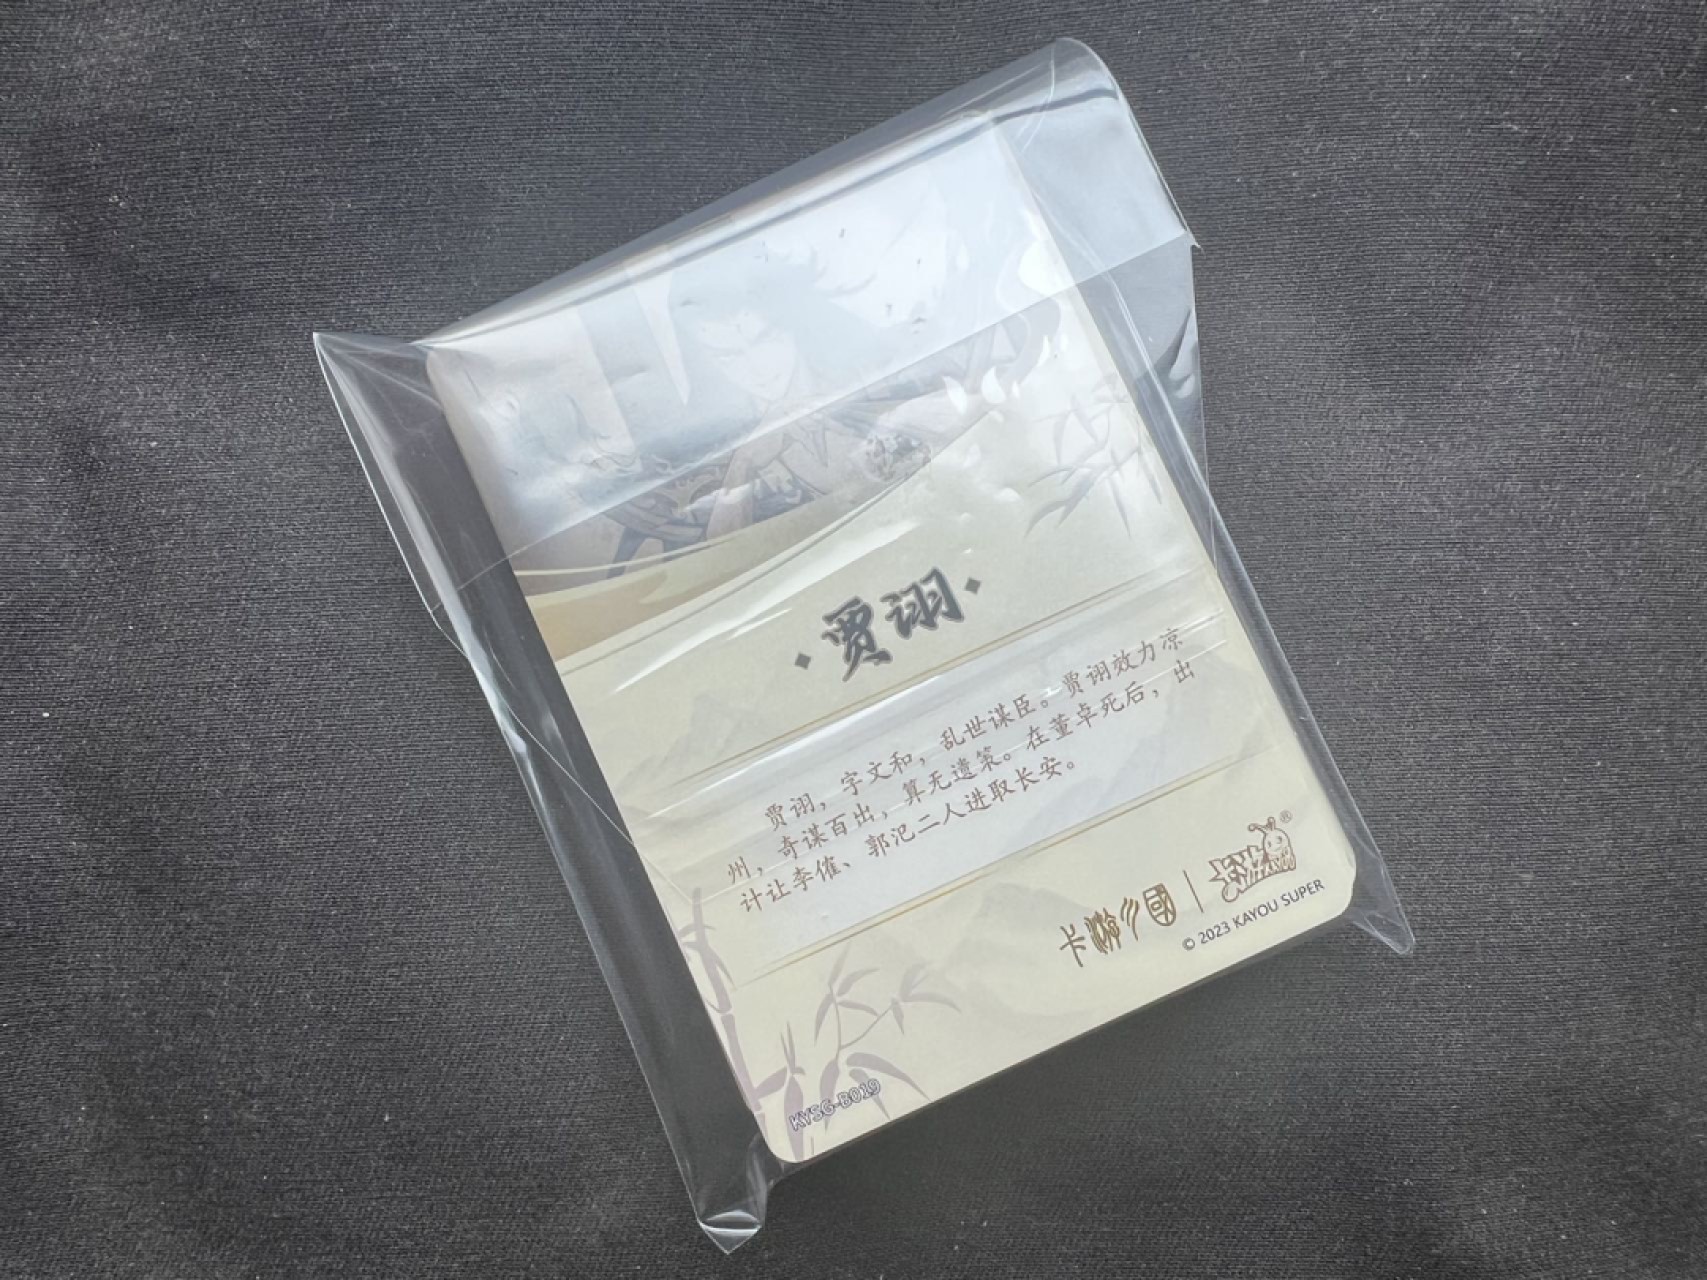 贾诩
贾诩，字文和，乱世谋臣。贾诩效力凉
州，奇谋百出，算无遗策。在董卓死后，出
计让李傕、郭汜二人进取长安。
卡游三國
®
© 2023 KAYOU SUPER
KYSG-B019